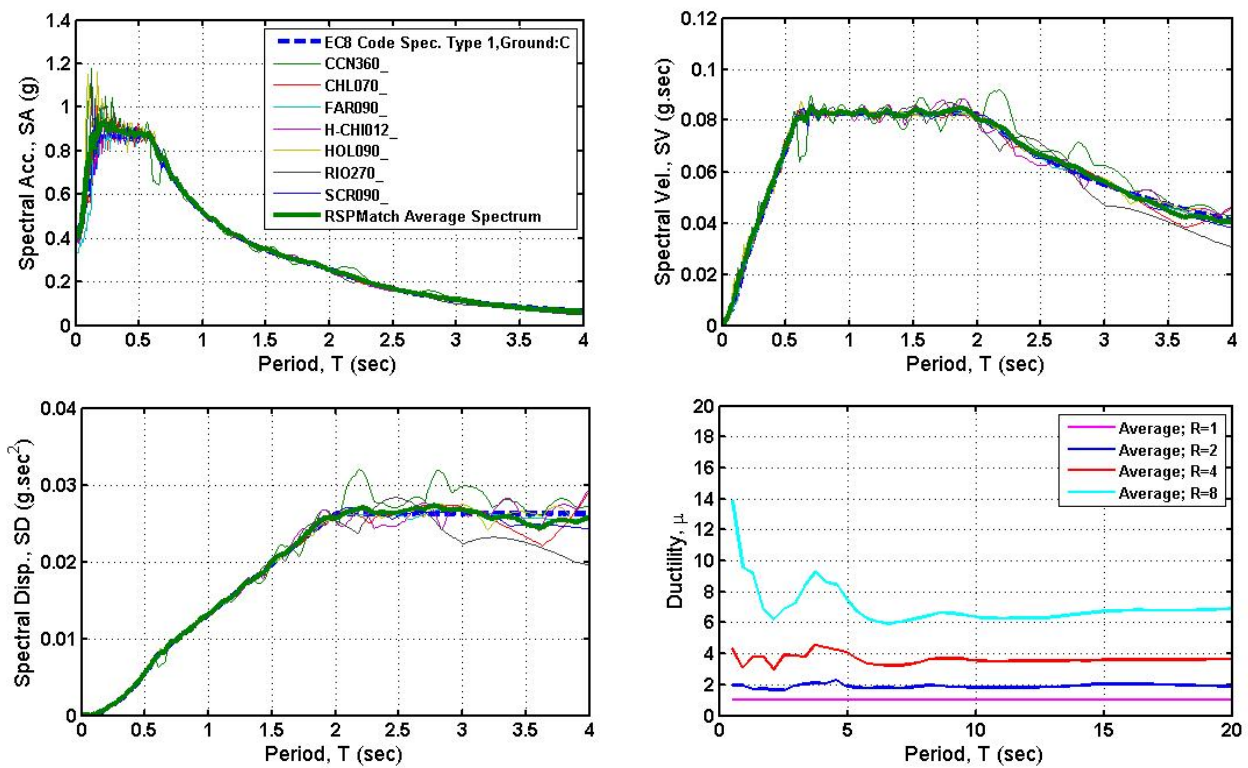 1.4
1.2
1
0.8
0.6
0.4
0.2
0
Spectral Acc., SA (g)
EC8 Code Spec. Type 1,Ground:C
CCN360_
CHL070_
FAR090_
H-CHI012_
HOL090_
RIO270_
SCR090_
RSPMatch Average Spectrum
0 0.5 1 1.5 2 2.5 3 3.5 4
Period, T (sec)
0.12
0.1
0.08
0.06
0.04
0.02
0
Spectral Vel., SV (g.sec)
0 0.5 1 1.5 2 2.5 3 3.5 4
Period, T (sec)
0.04
0.03
0.02
0.01
0
Spectral Disp., SD (g.sec²)
0 0.5 1 1.5 2 2.5 3 3.5 4
Period, T (sec)
20
18
16
14
12
10
8
6
4
2
0
Ductility, μ
Average; R=1
Average; R=2
Average; R=4
Average; R=8
0 5 10 15 20
Period, T (sec)